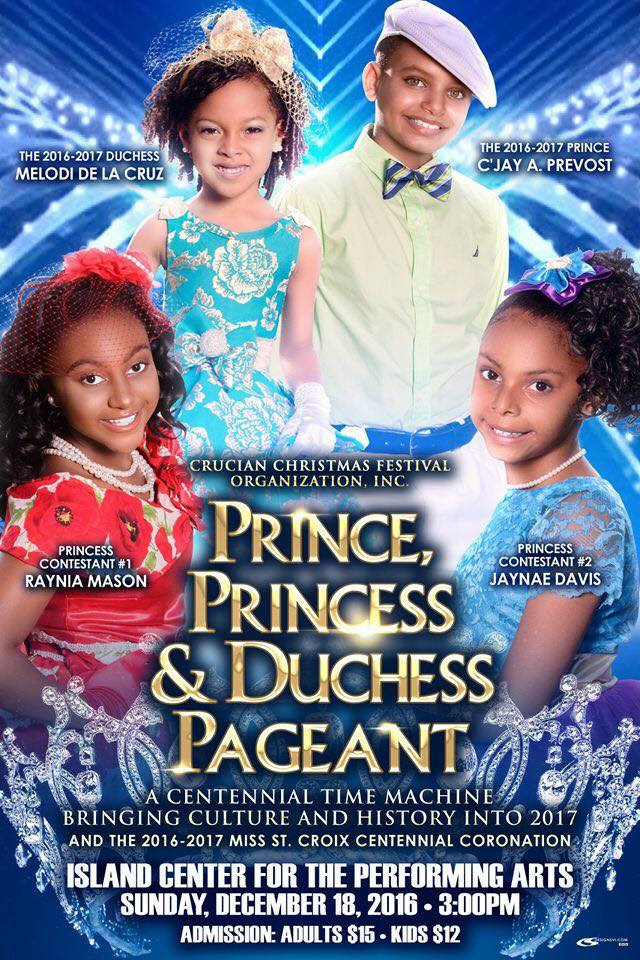 THE 2016-2017 DUCHESS
MELODI DE LA CRUZ
THE 2016-2017 PRINCE
C'JAY A. PREVOST
CRUCIAN CHRISTMAS FESTIVAL
ORGANIZATION, INC.
PRINCESS
CONTESTANT #1
RAYNIA MASON
PRINCESS
CONTESTANT #2
JAYNAE DAVIS
PRINCE,
PRINCESS
& DUCHESS
PAGEANT
A CENTENNIAL TIME MACHINE
BRINGING CULTURE AND HISTORY INTO 2017
AND THE 2016-2017 MISS ST. CROIX CENTENNIAL CORONATION
ISLAND CENTER FOR THE PERFORMING ARTS
SUNDAY, DECEMBER 18, 2016 • 3:00PM
ADMISSION: ADULTS $15 • KIDS $12